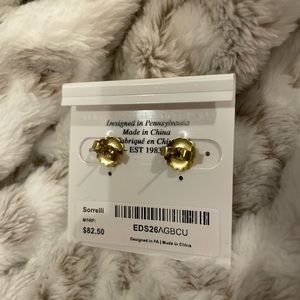 Designed in Pennsylvania
Made in China
Fabriqué en Chine
EST 1983
Sorrelli
MSRP:
$82.50
EDS26AGBCU
Designed in PA | Made in China